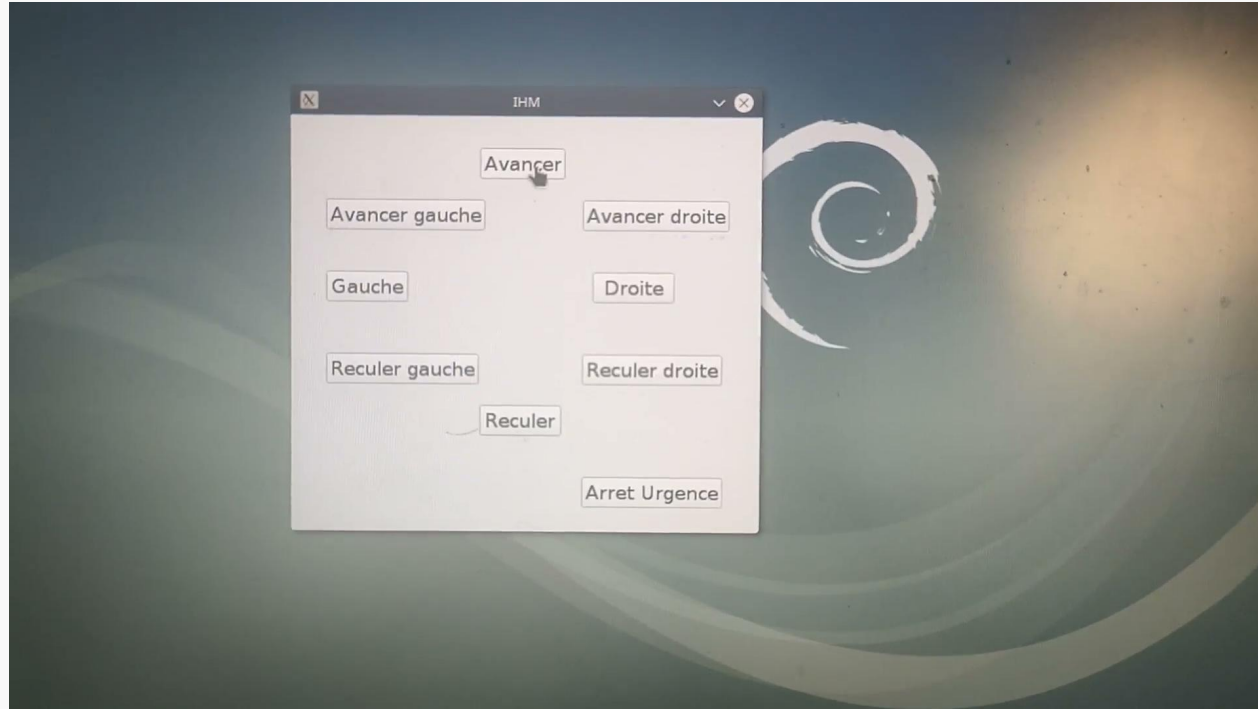 IHM
Avancer
Avancer gauche
Avancer droite
Gauche
Droite
Reculer gauche
Reculer droite
Reculer
Arret Urgence